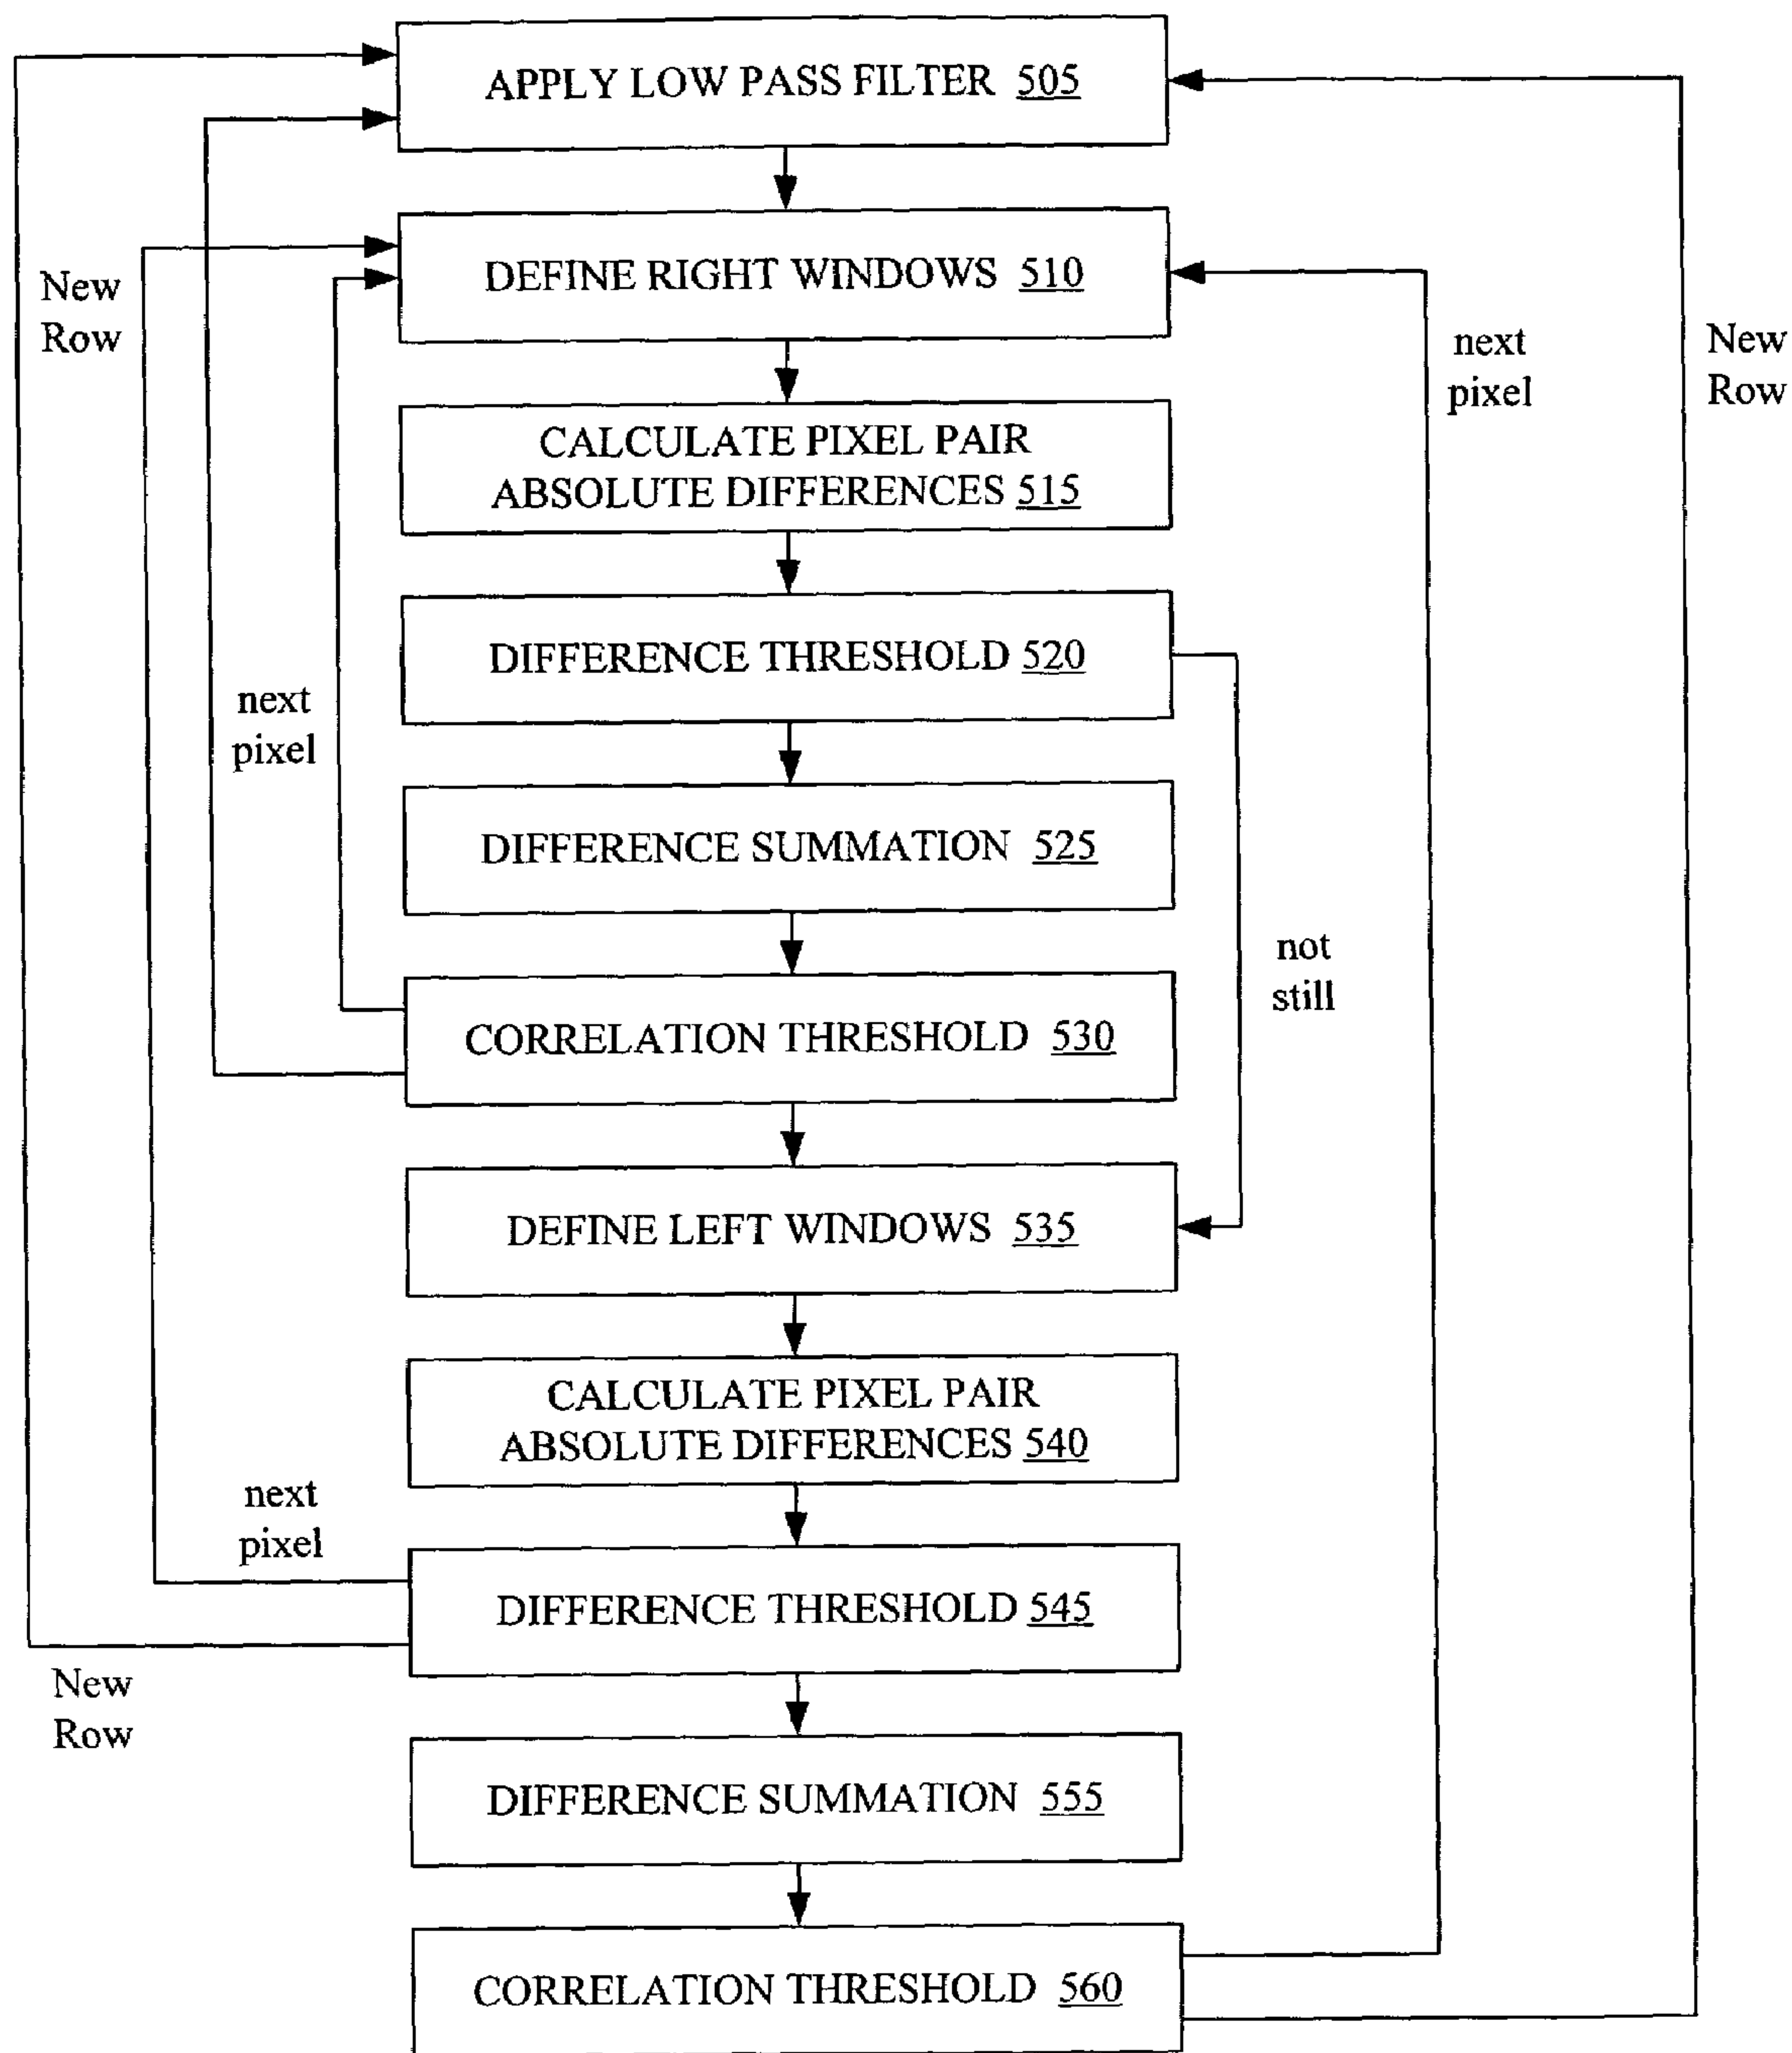 APPLY LOW PASS FILTER 505
DEFINE RIGHT WINDOWS 510
New
Row
next
pixel
New
Row
CALCULATE PIXEL PAIR
ABSOLUTE DIFFERENCES 515
DIFFERENCE THRESHOLD 520
next
pixel
DIFFERENCE SUMMATION 525
not
still
CORRELATION THRESHOLD 530
DEFINE LEFT WINDOWS 535
CALCULATE PIXEL PAIR
ABSOLUTE DIFFERENCES 540
next
pixel
DIFFERENCE THRESHOLD 545
New
Row
DIFFERENCE SUMMATION 555
CORRELATION THRESHOLD 560